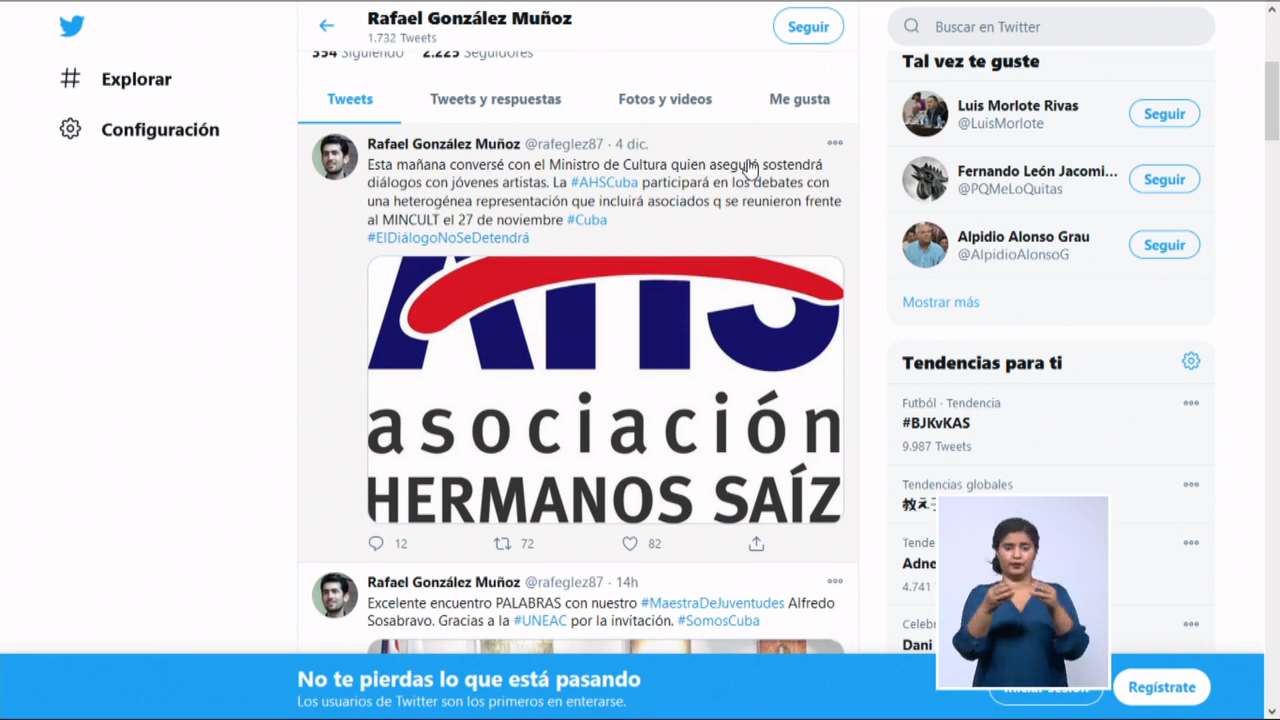 Explorar
Configuración
Rafael González Muñoz
1.732 Tweets
Seguir
354 Siguiendo 2.225 Seguidores
Tweets
Tweets y respuestas
Fotos y videos
Me gusta
Rafael González Muñoz @rafeglez87 · 4 dic.
Esta mañana conversé con el Ministro de Cultura quien aseguró sostendrá
diálogos con jóvenes artistas. La #AHSCuba participará en los debates con
una heterogénea representación que incluirá asociados q se reunieron frente
al MINCULT el 27 de noviembre #Cuba
#ElDiálogoNoSeDetendrá
AHS
asociación
HERMANOS SAÍZ
12
72
82
Rafael González Muñoz @rafeglez87 · 14h
Excelente encuentro PALABRAS con nuestro #MaestraDeJuventudes Alfredo
Sosabravo. Gracias a la #UNEAC por la invitación. #SomosCuba
Buscar en Twitter
Tal vez te guste
Luis Morlote Rivas
@LuisMorlote
Seguir
Fernando León Jacomi...
@PQMeLoQuitas
Seguir
Alpidio Alonso Grau
@AlpidioAlonsoG
Seguir
Mostrar más
Tendencias para ti
Futból · Tendencia
#BJKvKAS
9.987 Tweets
Tendencias globales
教え
Tende
Adne
4.741
Celebr
Dani
No te pierdas lo que está pasando
Los usuarios de Twitter son los primeros en enterarse.
Iniciar sesión
Regístrate